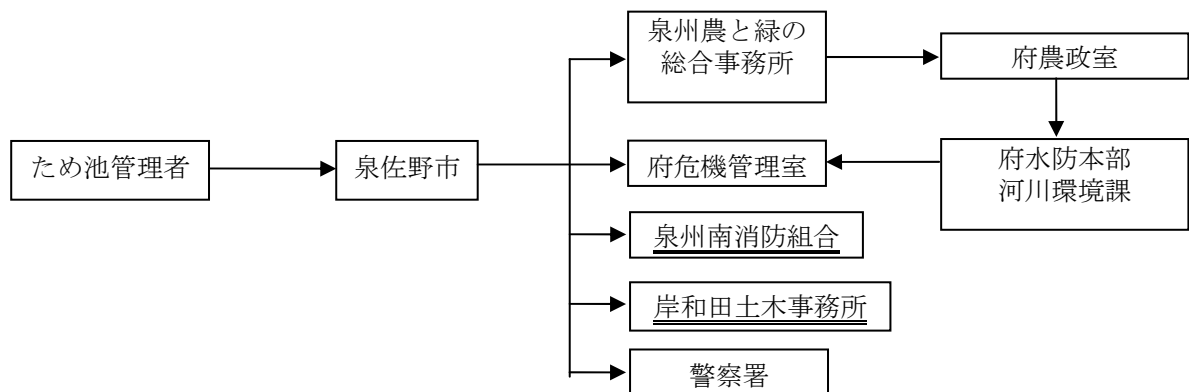 泉州農と緑の
総合事務所
府農政室
ため池管理者
泉佐野市
府危機管理室
府水防本部
河川環境課
泉州南消防組合
岸和田土木事務所
警察署